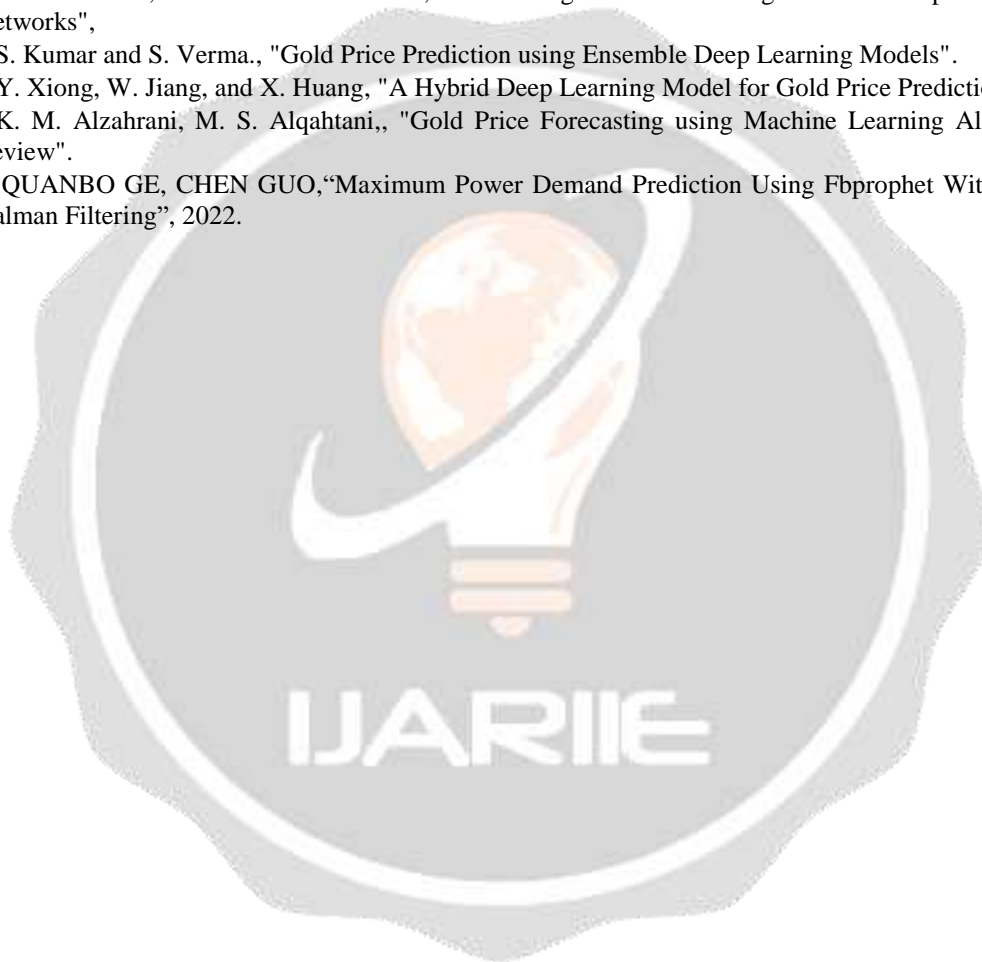 etworks",
S. Kumar and S. Verma., "Gold Price Prediction using Ensemble Deep Learning Models".
Y. Xiong, W. Jiang, and X. Huang, "A Hybrid Deep Learning Model for Gold Price Predictio
K. M. Alzahrani, M. S. Alqahtani,, "Gold Price Forecasting using Machine Learning Al
eview".
QUANBO GE, CHEN GUO,“Maximum Power Demand Prediction Using Fbprophet Wit
alman Filtering”, 2022.
IJARIIE